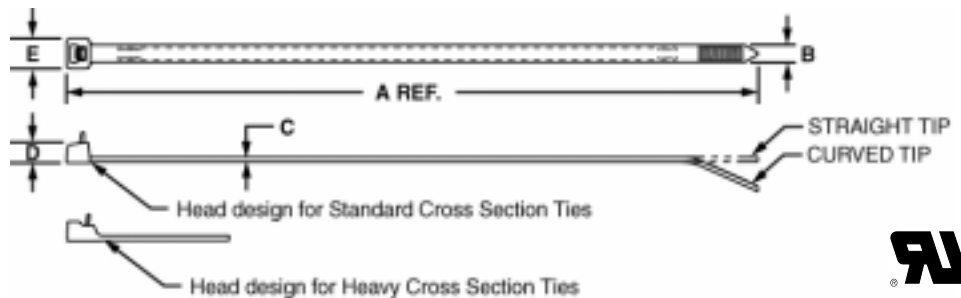 E
B
A REF.
C
D
STRAIGHT TIP
CURVED TIP
Head design for Standard Cross Section Ties
Head design for Heavy Cross Section Ties
®